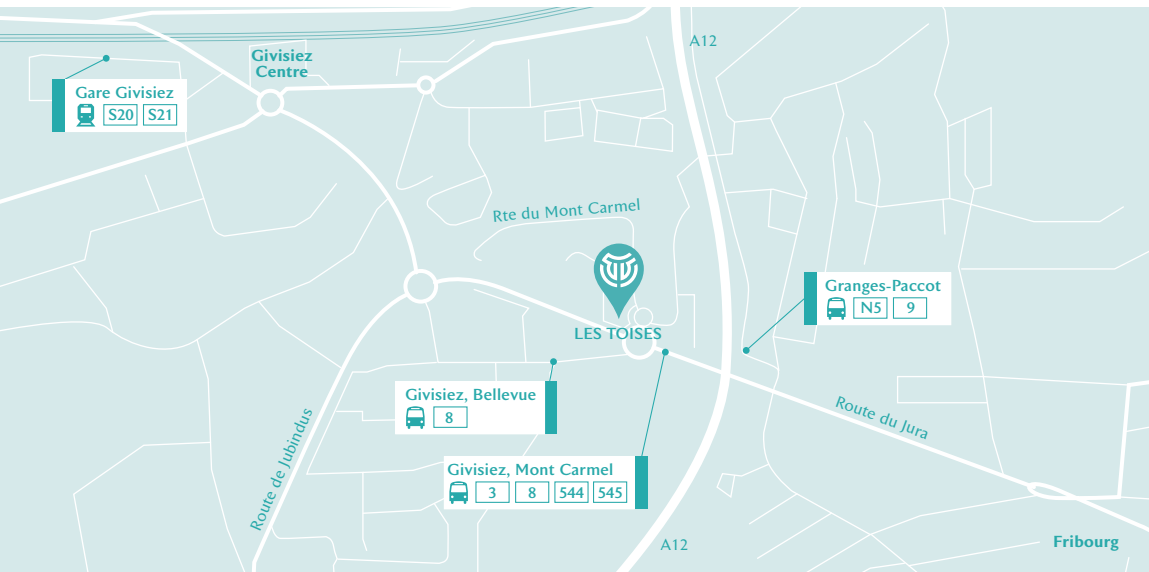 A12
Givisiez
Centre
Gare Givisiez
S20 S21
Rte du Mont Carmel
Granges-Paccot
N5 9
LES TOISES
Givisiez, Bellevue
8
Route du Jura
Route de Jubindus
Givisiez, Mont Carmel
3 8 544 545
A12
Fribourg